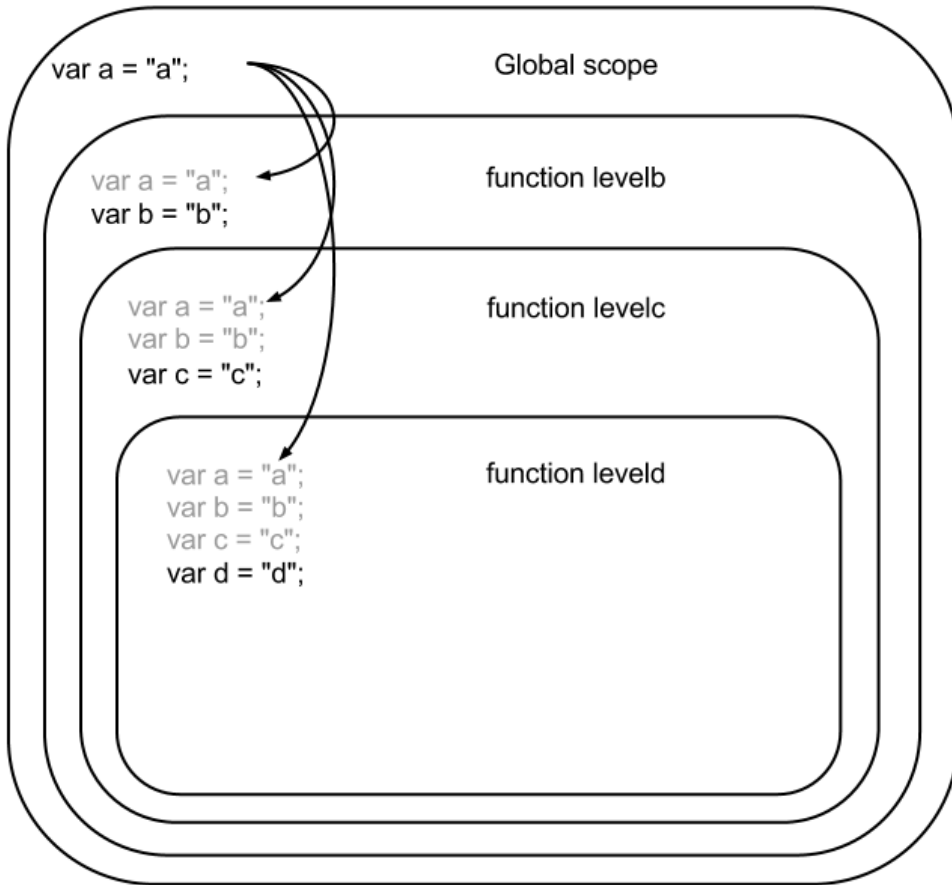 var a = "a";
Global scope
var a = "a";
function levelb
var b = "b";
var a = "a";
function levelc
var b = "b";
var c = "c";
var a = "a";
function leveld
var b = "b";
var c = "c";
var d = "d";